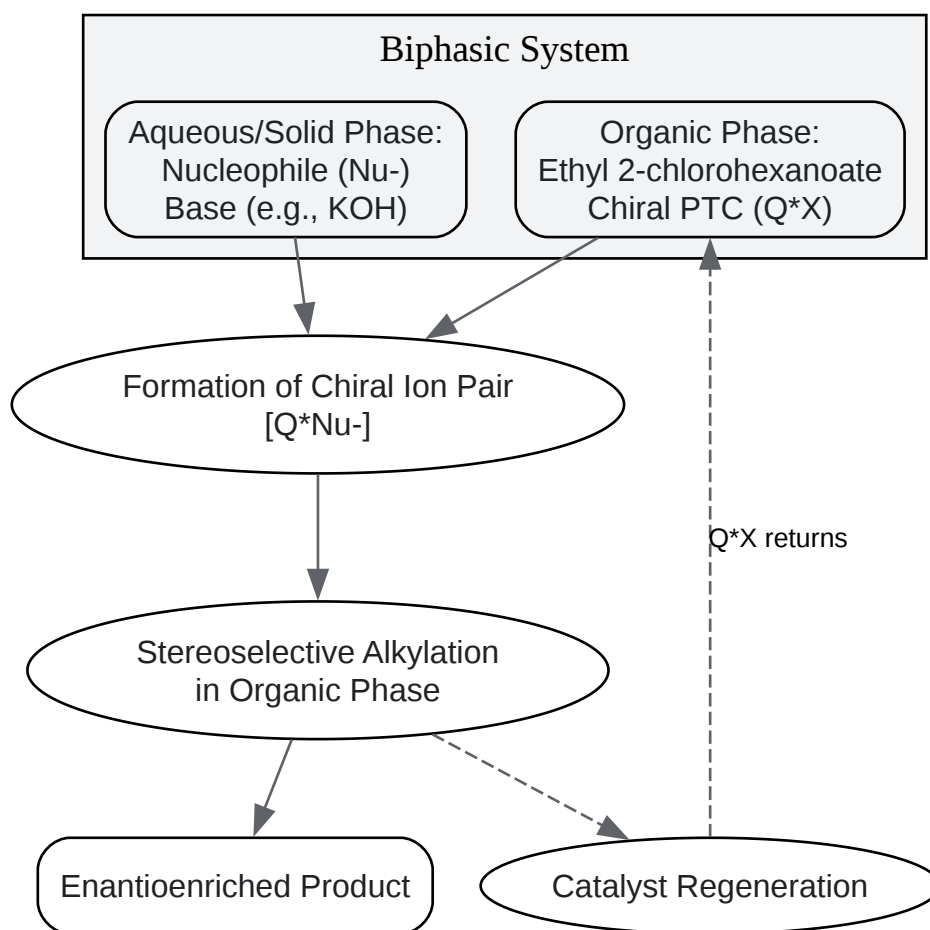 Biphasic System
Aqueous/Solid Phase:
Nucleophile (Nu-)
Base (e.g., KOH)
Organic Phase:
Ethyl 2-chlorohexanoate
Chiral PTC (Q*X)
Formation of Chiral Ion Pair
[Q*Nu-]
Q*X returns
Stereoselective Alkylation
in Organic Phase
Enantioenriched Product
Catalyst Regeneration